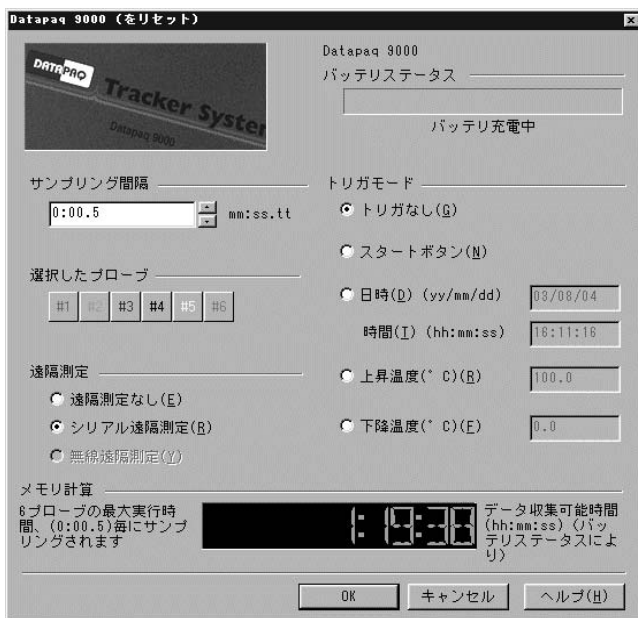 Datapaq 9000 (をリセット)
DATAPAQ
Tracker System
Datapaq 9000
Datapaq 9000
バッテリステータス
バッテリ充電中
サンプリング間隔
0:00.5
mm:ss.tt
選択したプローブ
#1 #2 #3 #4 #5 #6
遠隔測定
遠隔測定なし(E)
シリアル遠隔測定(R)
無線遠隔測定(Y)
トリガモード
トリガなし(G)
スタートボタン(N)
日時(D) (yy/mm/dd)
03/08/04
時間(I) (hh:mm:ss)
16:11:16
上昇温度(° C)(R)
100.0
下降温度(° C)(F)
0.0
メモリ計算
6プローブの最大実行時
間、(0:00.5)毎にサンプ
リングされます
1:19:38
データ収集可能時間
(hh:mm:ss) (バッ
テリステータスによ
り)
OK
キャンセル
ヘルプ(H)